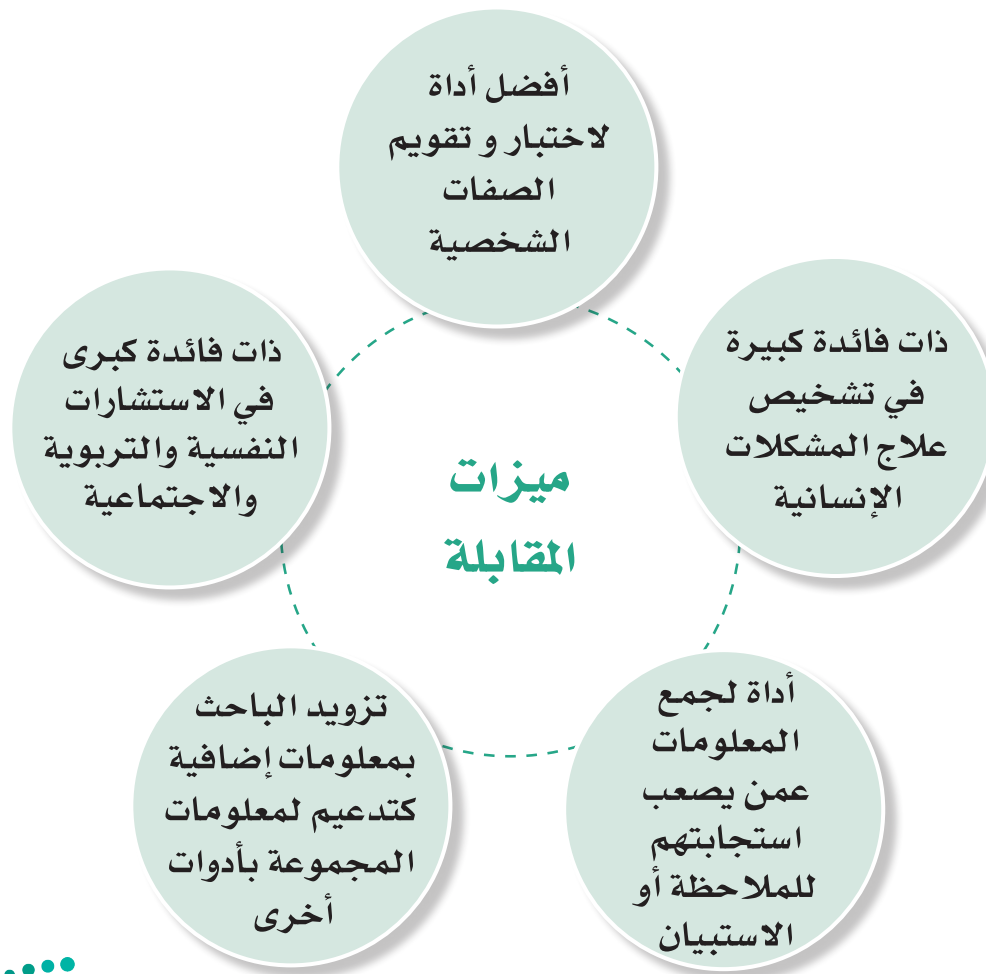 أفضل أداة
لاختبار و تقويم
الصفات
الشخصية
ذات فائدة كبيرة
في تشخيص
علاج المشكلات
الإنسانية
ذات فائدة كبرى
في الاستشارات
النفسية والتربوية
والاجتماعية
ميزات
المقابلة
أداة لجمع
المعلومات
عمن يصعب
استجابتهم
للملاحظة أو
الاستبيان
تزويد الباحث
بمعلومات إضافية
كتدعيم لمعلومات
المجموعة بأدوات
أخرى